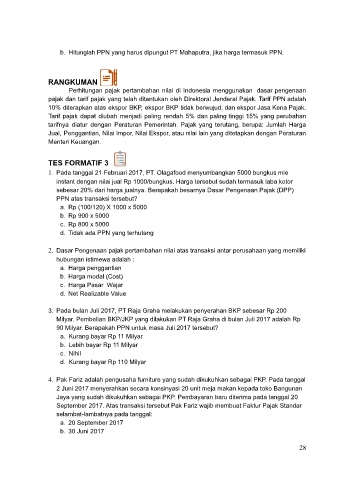 b. Hitunglah PPN yang harus dipungut PT Mahaputra, jika harga termasuk PPN.
RANGKUMAN
Perhitungan pajak pertambahan nilai di Indonesia menggunakan dasar pengenaan
pajak dan tarif pajak yang telah ditentukan oleh Direktorat Jenderal Pajak. Tarif PPN adalah
10% diterapkan atas ekspor BKP, ekspor BKP tidak berwujud, dan ekspor Jasa Kena Pajak.
Tarif pajak dapat diubah menjadi paling rendah 5% dan paling tinggi 15% yang perubahan
tarifnya diatur dengan Peraturan Pemerintah. Pajak yang terutang, berupa: Jumlah Harga
Jual, Penggantian, Nilai Impor, Nilai Ekspor, atau nilai lain yang ditetapkan dengan Peraturan
Menteri Keuangan.
TES FORMATIF 3
1. Pada tanggal 21 Februari 2017, PT. Olagafood menyumbangkan 5000 bungkus mie
instant dengan nilai jual Rp 1000/bungkus. Harga tersebut sudah termasuk laba kotor
sebesar 20% dari harga jualnya. Berapakah besarnya Dasar Pengenaan Pajak (DPP)
PPN atas transaksi tersebut?
a. Rp (100/120) X 1000 x 5000
b. Rp 900 x 5000
c. Rp 800 x 5000
d. Tidak ada PPN yang terhutang
2. Dasar Pengenaan pajak pertambahan nilai atas transaksi antar perusahaan yang memiliki
hubungan istimewa adalah :
a. Harga penggantian
b. Harga modal (Cost)
c. Harga Pasar Wajar
d. Net Realizable Value
3. Pada bulan Juli 2017, PT Raja Graha melakukan penyerahan BKP sebesar Rp 200
Milyar. Pembelian BKP/JKP yang dilakukan PT Raja Graha di bulan Juli 2017 adalah Rp
90 Milyar. Berapakah PPN untuk masa Juli 2017 tersebut?
a. Kurang bayar Rp 11 Milyar
b. Lebih bayar Rp 11 Milyar
c. Nihil
d. Kurang bayar Rp 110 Milyar
4. Pak Fariz adalah pengusaha furniture yang sudah dikukuhkan sebagai PKP. Pada tanggal
2 Juni 2017 menyerahkan secara konsinyasi 20 unit meja makan kepada toko Bangunan
Jaya yang sudah dikukuhkan sebagai PKP. Pembayaran baru diterima pada tanggal 20
September 2017. Atas transaksi tersebut Pak Fariz wajib membuat Faktur Pajak Standar
selambat-lambatnya pada tanggal:
a. 20 September 2017
b. 30 Juni 2017
28